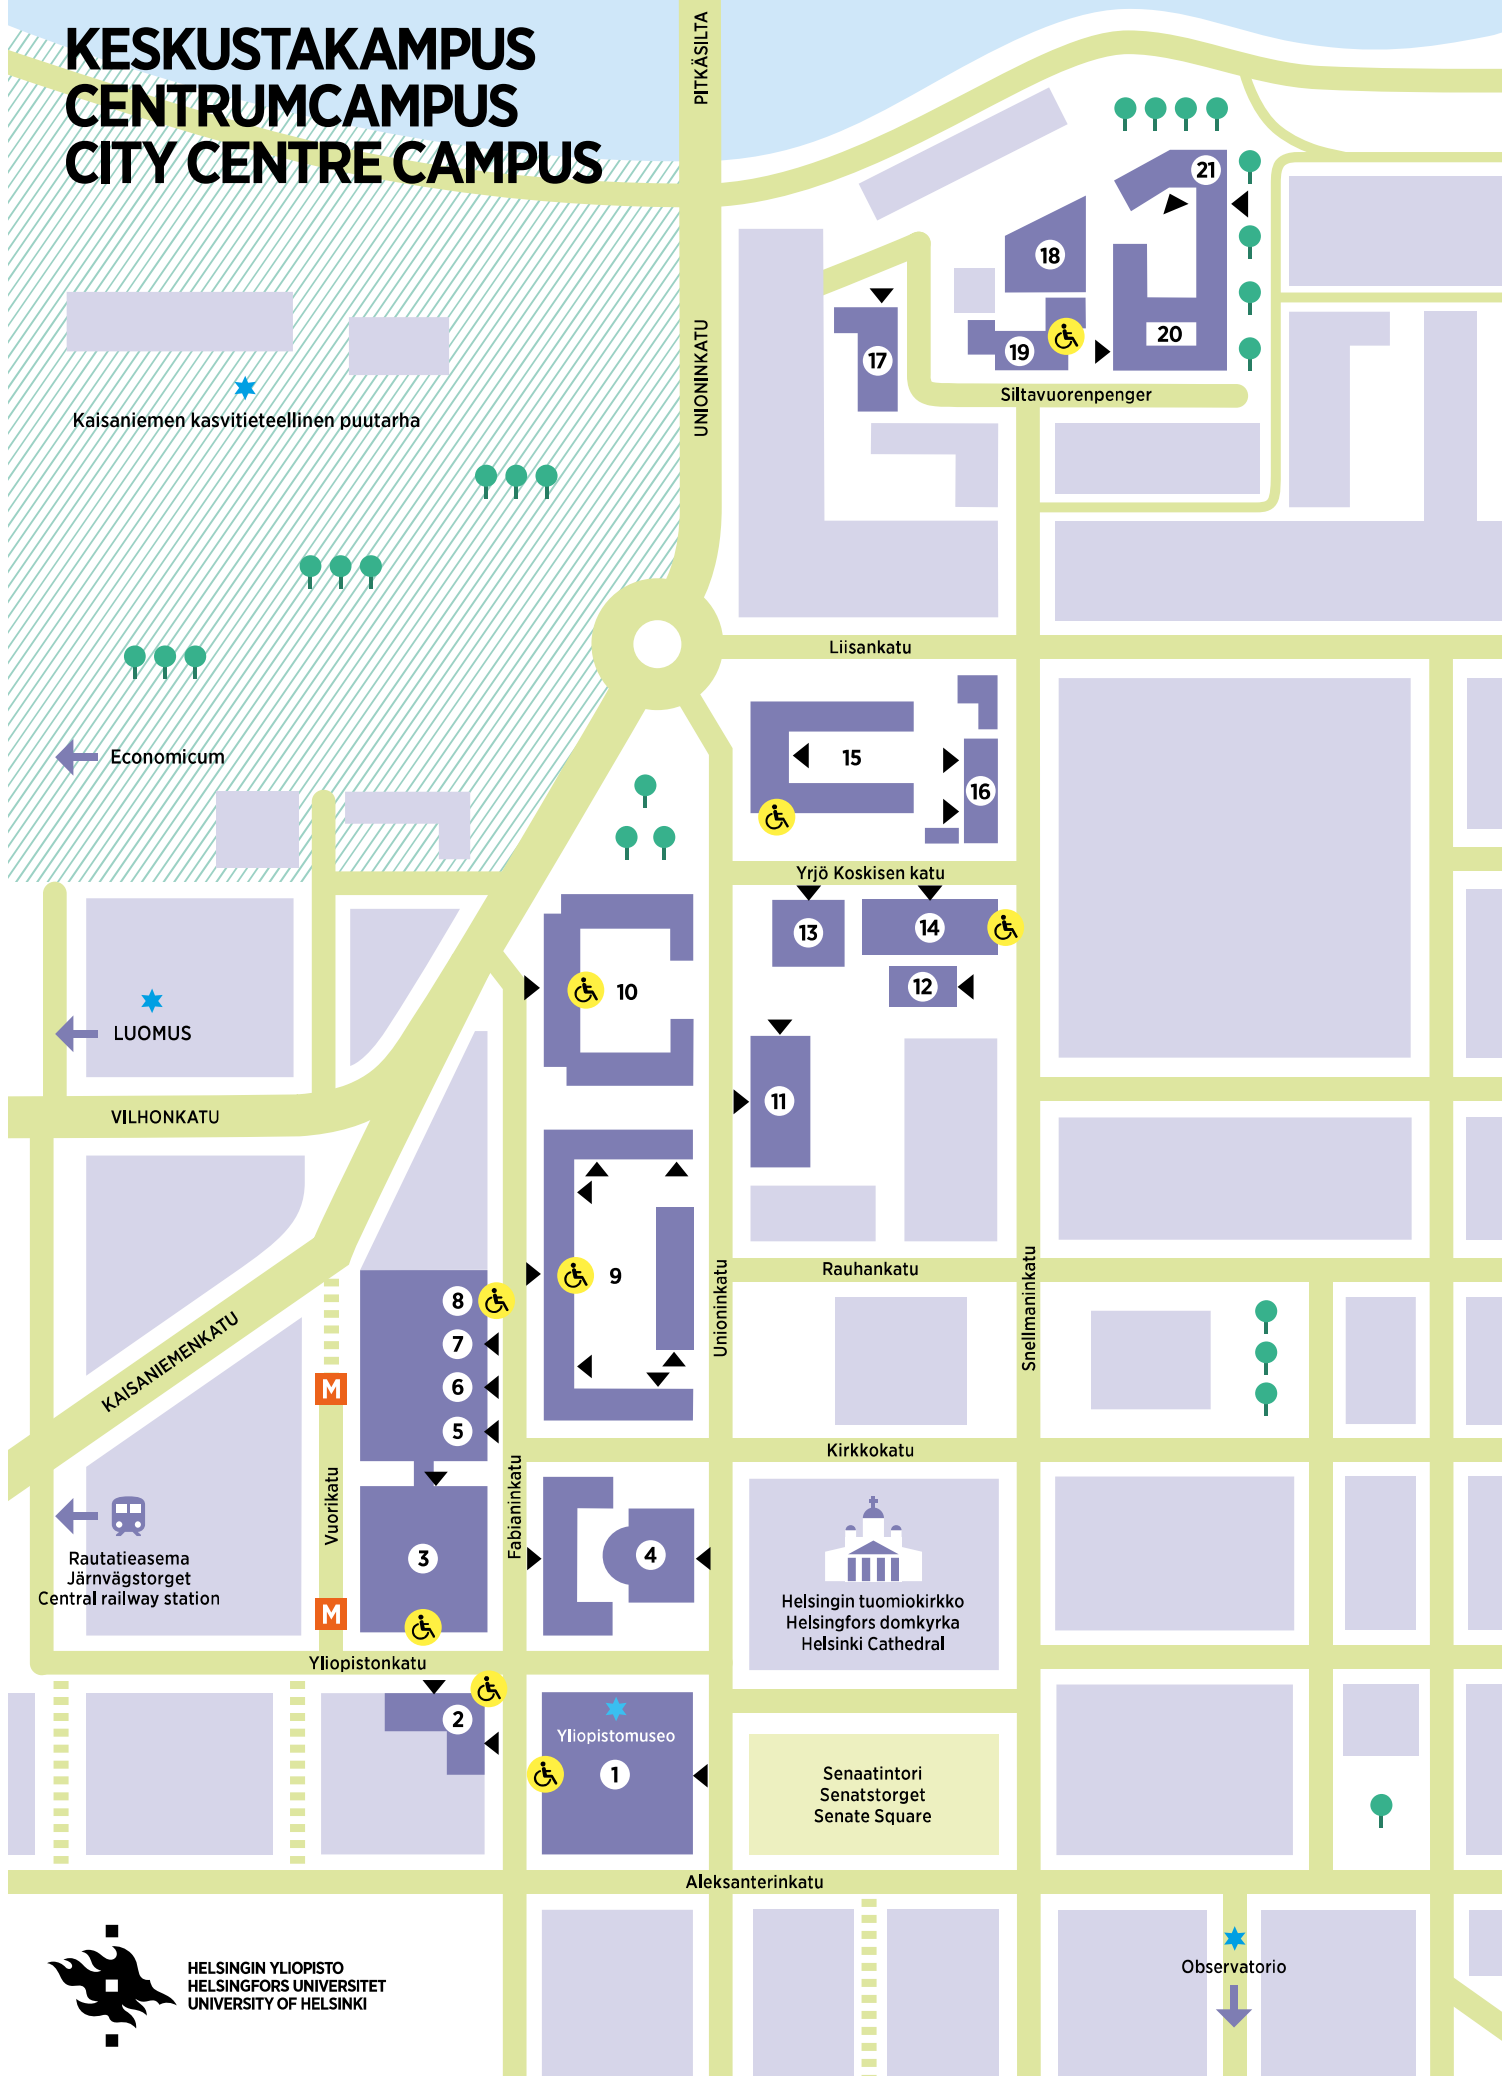 KESKUSTAKAMPUS
CENTRUMCAMPUS
CITY CENTRE CAMPUS
PITKÄSILTA
21
18
20
19
17
UNIONINKATU
Siltavuorenpenger
Kaisaniemen kasvitieteellinen puutarha
Liisankatu
Economicum
15
16
Yrjö Koskisen katu
13
14
12
10
LUOMUS
11
VILHONKATU
Rauhankatu
9
8
7
6
5
Unioninkatu
Snellmaninkatu
KAISANIEMENKATU
M
Kirkkokatu
Vuorikatu
Fabianinkatu
3
4
Rautatieasema
Järnvägstorget
Central railway station
M
Helsingin tuomiokirkko
Helsingfors domkyrka
Helsinki Cathedral
Yliopistonkatu
2
Yliopistomuseo
1
Senaatintori
Senatstorget
Senate Square
Aleksanterinkatu
HELSINGIN YLIOPISTO
HELSINGFORS UNIVERSITET
UNIVERSITY OF HELSINKI
Observatorio